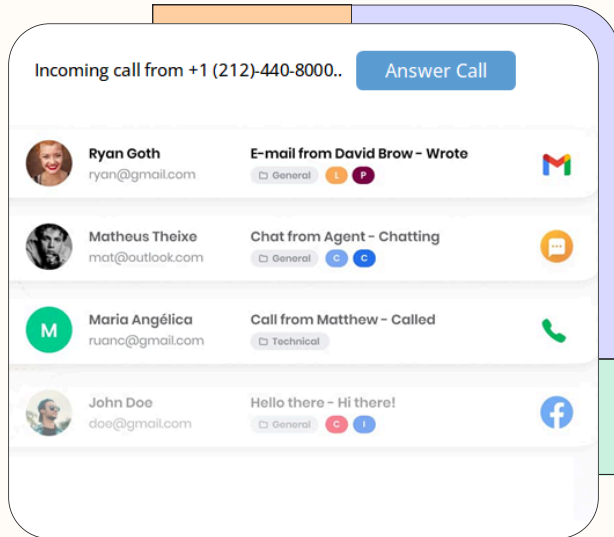 Incoming call from +1 (212)-440-8000.. Answer Call
Ryan Goth E-mail from David Brow - Wrote
ryan@gmail.com General L P
Matheus Theixe Chat from Agent - Chatting
mat@outlook.com General C C
M Maria Angélica Call from Matthew - Called
ruanc@gmail.com Technical
John Doe Hello there - Hi there!
doe@gmail.com General C I